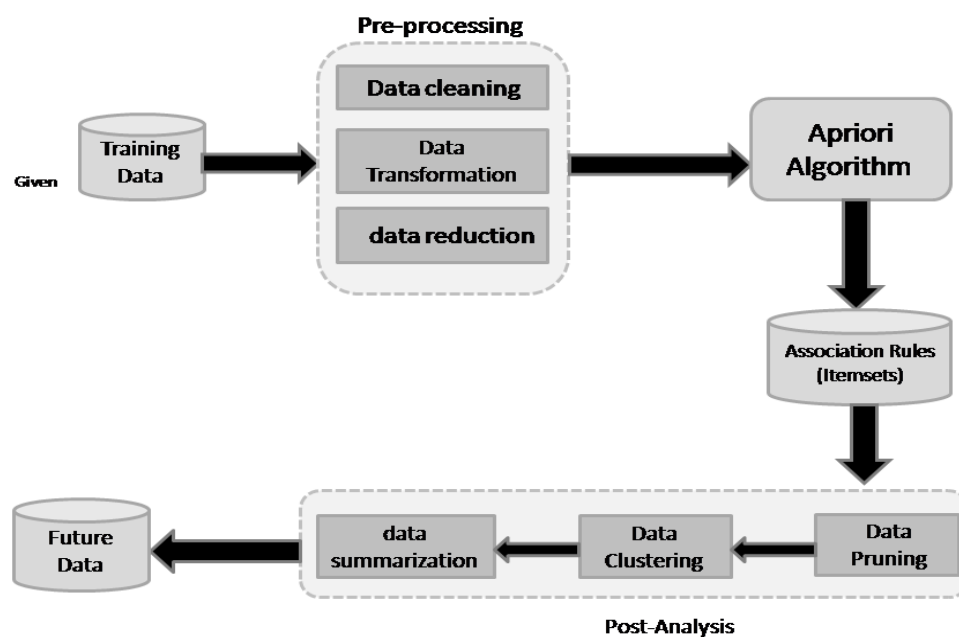 Pre-processing
Data cleaning
Data
Transformation
data reduction
Given
Training
Data
Apriori
Algorithm
Association Rules
(Itemsets)
Data
Pruning
Data
Clustering
data
summarization
Future
Data
Post-Analysis